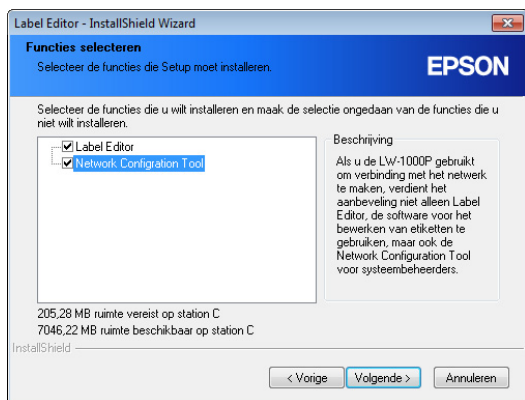 Label Editor - InstallShield Wizard
Functies selecteren
Selecteer de functies die Setup moet installeren.
EPSON
Selecteer de functies die u wilt installeren en maak de selectie ongedaan van de functies die u
niet wilt installeren.
Label Editor
Network Configration Tool
Beschrijving
Als u de LW-1000P gebruikt
om verbinding met het netwerk
te maken, verdient het
aanbeveling niet alleen Label
Editor, de software voor het
bewerken van etiketten te
gebruiken, maar ook de
Network Configuration Tool
voor systeembeheerders.
205,28 MB ruimte vereist op station C
7046,22 MB ruimte beschikbaar op station C
InstallShield
< Vorige
Volgende >
Annuleren